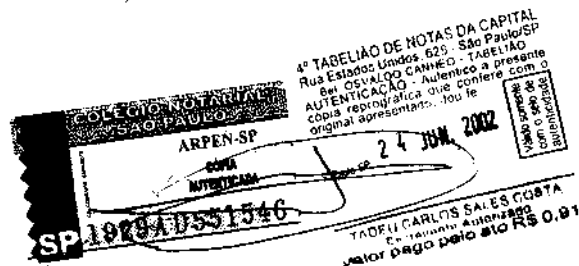 4º TABELIÃO DE NOTAS DA CAPITAL
Rua Estados Unidos, 628 - São Paulo/SP
Bel. OSVALDO CANHEO - TABELIÃO
AUTENTICAÇÃO - Autentico a presente
cópia reprográfica que confere com o
original apresentado, dou fé
24 JUN. 2002
Válido somente
com o selo de
autenticidade
COLEGIO NOTARIAL
SÃO PAULO
ARPEN-SP
CÓPIA
AUTENTICADA
SP 1029AD551546
TADEU CARLOS SALES COSTA
Escrevente Autorizado
valor pago pelo ato R$ 0,91